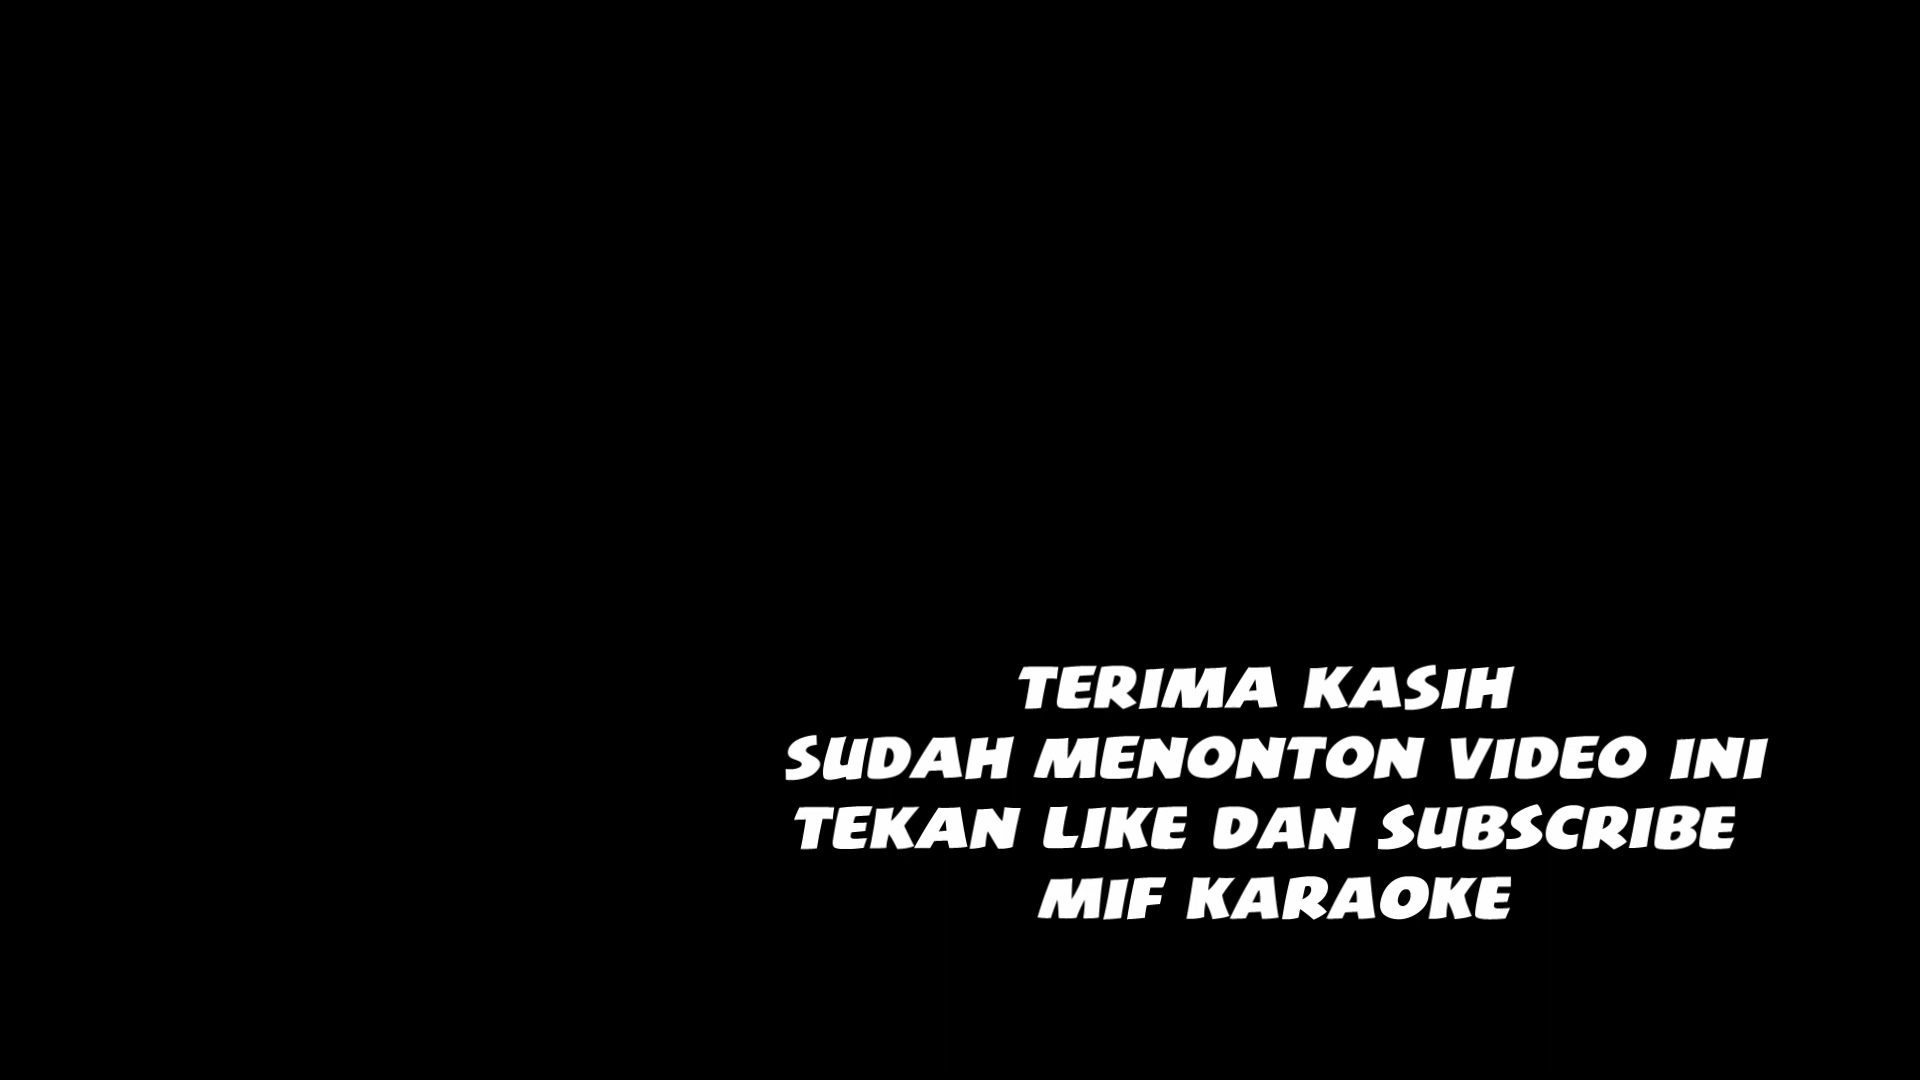 TERIMA KASIH
SUDAH MENONTON VIDEO INI
TEKAN LIKE DAN SUBSCRIBE
MIF KARAOKE